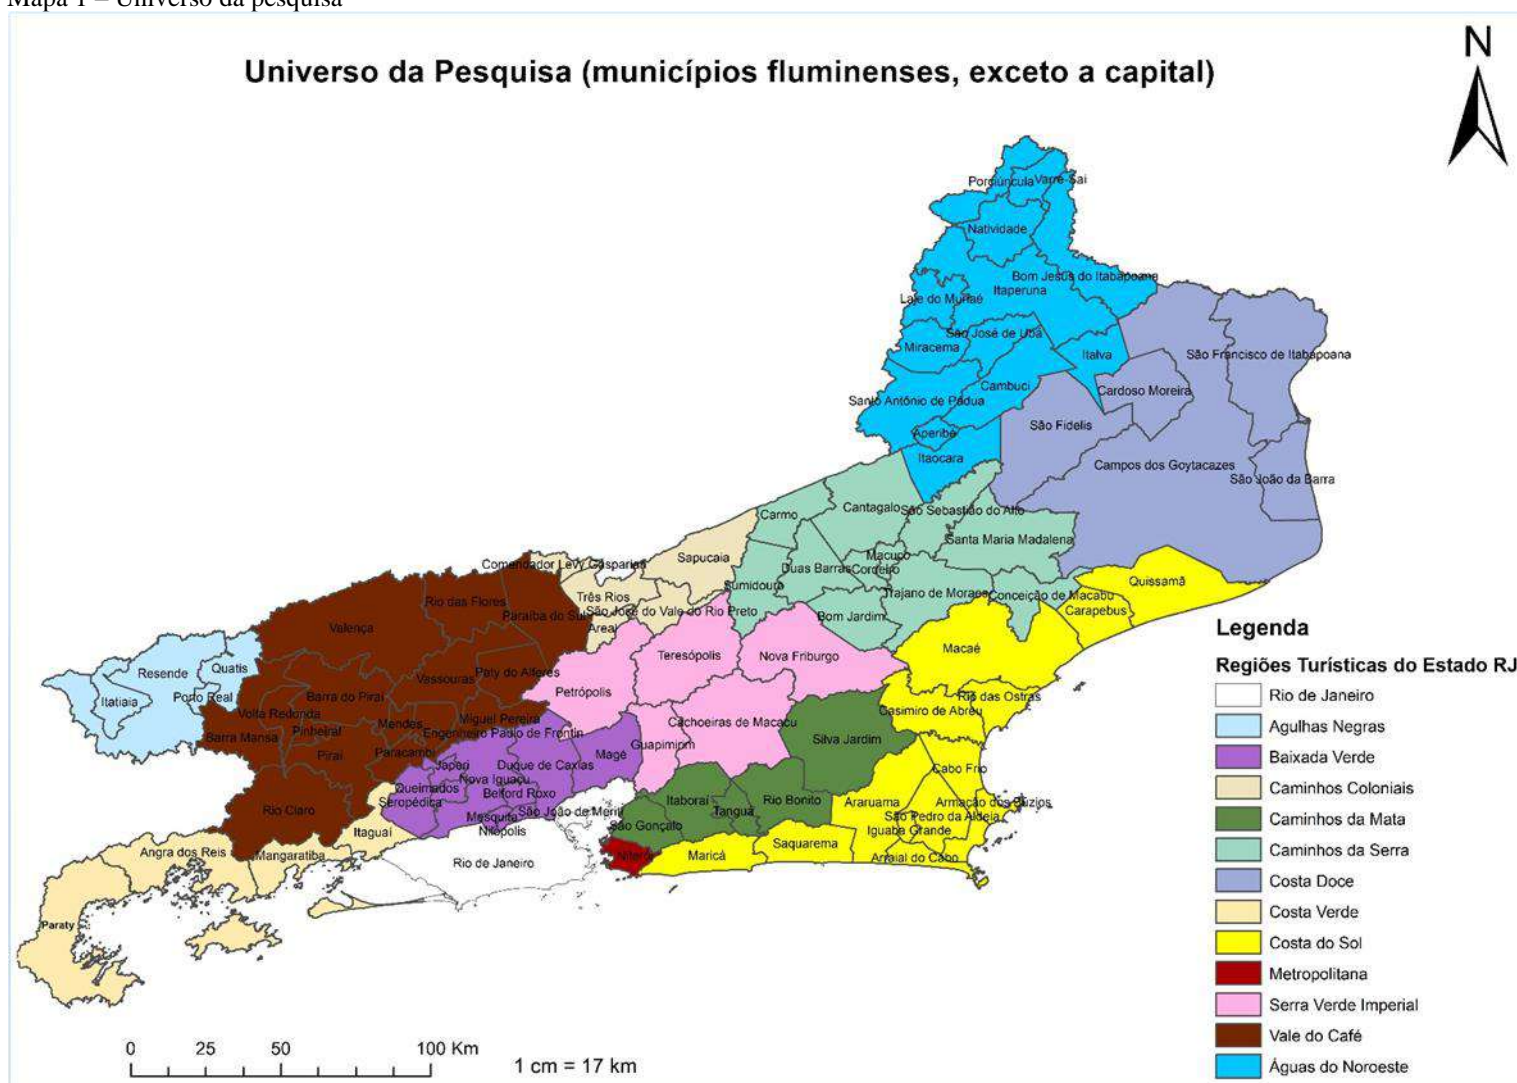 Mapa 1 – Universo da pesquisa
Universo da Pesquisa (municípios fluminenses, exceto a capital)
N
Porciúncula
Varre-Sai
Natividade
Bom Jesus do Itabapoana
Itaperuna
Laje do Muriaé
São José de Ubá
Miracema
Italva
São Francisco de Itabapoana
Cambuci
Cardoso Moreira
Santo Antônio de Pádua
Aperibé
São Fidelis
Itaocara
Campos dos Goytacazes
São João da Barra
Cantagalo
Carmo
São Sebastião do Alto
Santa Maria Madalena
Macuco
Cordeiro
Duas Barras
Sumidouro
Trajano de Moraes
Conceição de Macabu
Bom Jardim
Quissamã
Carapebus
Comendador Levy Gasparian
Sapucaia
Três Rios
São José do Vale do Rio Preto
Areal
Rio das Flores
Paraíba do Sul
Valença
Teresópolis
Nova Friburgo
Macaé
Quatis
Resende
Vassouras
Paty do Alferes
Petrópolis
Itatiaia
Porto Real
Barra do Piraí
Rio das Ostras
Casimiro de Abreu
Volta Redonda
Mendes
Miguel Pereira
Cachoeiras de Macacu
Pinheiral
Engenheiro Paulo de Frontin
Barra Mansa
Silva Jardim
Guapimirim
Magé
Piraí
Paracambi
Japeri
Duque de Caxias
Cabo Frio
Nova Iguaçu
Queimados
Belford Roxo
Seropédica
Itaboraí
Rio Bonito
Araruama
Armação dos Búzios
Rio Claro
Tanguá
São João de Meriti
São Pedro da Aldeia
Mesquita
Nilópolis
São Gonçalo
Iguaba Grande
Itaguaí
Saquarema
Angra dos Reis
Mangaratiba
Rio de Janeiro
Niterói
Maricá
Arraial do Cabo
Paraty
Legenda
Regiões Turísticas do Estado RJ
Rio de Janeiro
Agulhas Negras
Baixada Verde
Caminhos Coloniais
Caminhos da Mata
Caminhos da Serra
Costa Doce
Costa Verde
Costa do Sol
Metropolitana
Serra Verde Imperial
Vale do Café
Águas do Noroeste
0 25 50 100 Km
1 cm = 17 km